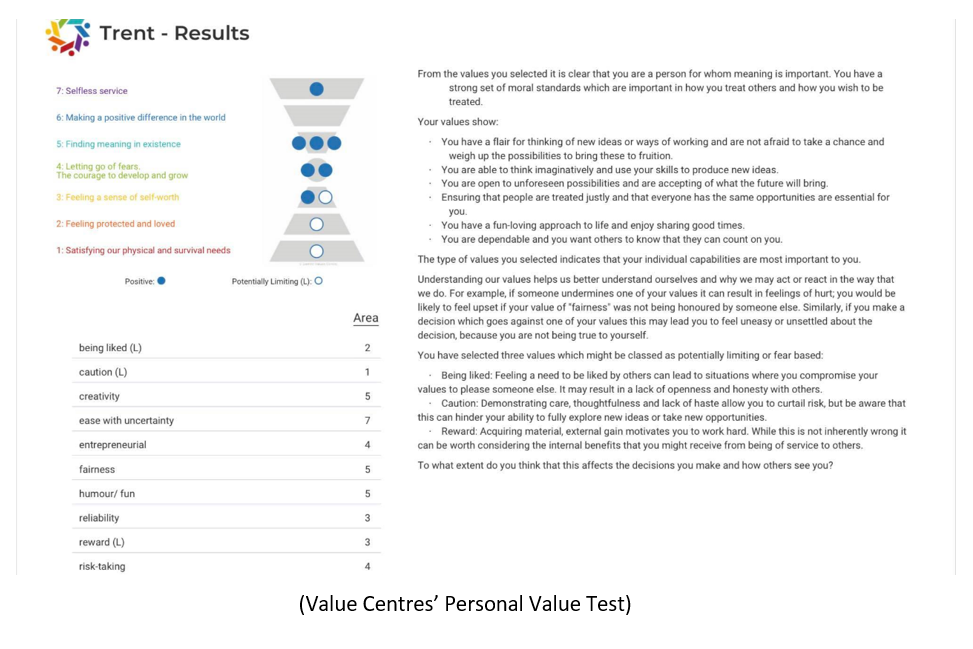 Trent - Results
7: Selfless service
6: Making a positive difference in the world
5: Finding meaning in existence
4: Letting go of fears.
The courage to develop and grow
3: Feeling a sense of self-worth
2: Feeling protected and loved
1: Satisfying our physical and survival needs
Positive:
Potentially Limiting (L):
Area
being liked (L) 2
caution (L) 1
creativity 5
ease with uncertainty 7
entrepreneurial 4
fairness 5
humour/ fun 5
reliability 3
reward (L) 3
risk-taking 4
From the values you selected it is clear that you are a person for whom meaning is important. You have a
strong set of moral standards which are important in how you treat others and how you wish to be
treated.
Your values show:
· You have a flair for thinking of new ideas or ways of working and are not afraid to take a chance and
weigh up the possibilities to bring these to fruition.
· You are able to think imaginatively and use your skills to produce new ideas.
· You are open to unforeseen possibilities and are accepting of what the future will bring.
· Ensuring that people are treated justly and that everyone has the same opportunities are essential for
you.
· You have a fun-loving approach to life and enjoy sharing good times.
· You are dependable and you want others to know that they can count on you.
The type of values you selected indicates that your individual capabilities are most important to you.
Understanding our values helps us better understand ourselves and why we may act or react in the way that
we do. For example, if someone undermines one of your values it can result in feelings of hurt; you would be
likely to feel upset if your value of "fairness" was not being honoured by someone else. Similarly, if you make a
decision which goes against one of your values this may lead you to feel uneasy or unsettled about the
decision, because you are not being true to yourself.
You have selected three values which might be classed as potentially limiting or fear based:
· Being liked: Feeling a need to be liked by others can lead to situations where you compromise your
values to please someone else. It may result in a lack of openness and honesty with others.
· Caution: Demonstrating care, thoughtfulness and lack of haste allow you to curtail risk, but be aware that
this can hinder your ability to fully explore new ideas or take new opportunities.
· Reward: Acquiring material, external gain motivates you to work hard. While this is not inherently wrong it
can be worth considering the internal benefits that you might receive from being of service to others.
To what extent do you think that this affects the decisions you make and how others see you?
(Value Centres’ Personal Value Test)